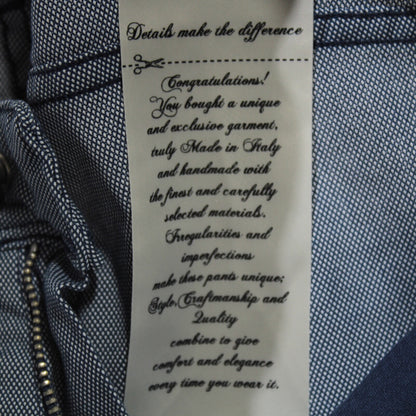 Details make the difference
Congratulations!
You bought a unique
and exclusive garment,
truly Made in Italy
and handmade with
the finest and carefully
selected materials.
Irregularities and
imperfections
make these pants unique;
Style, Craftmanship and
Quality
combine to give
comfort and elegance
every time you wear it.